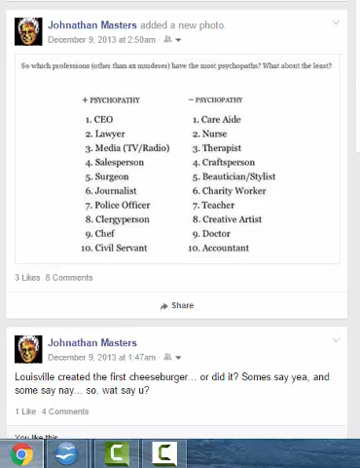 Johnathan Masters added a new photo.
December 9, 2013 at 2:50am ·
So which professions (other than ax murderer) have the most psychopaths? What about the least?
+ PSYCHOPATHY
1. CEO
2. Lawyer
3. Media (TV/Radio)
4. Salesperson
5. Surgeon
6. Journalist
7. Police Officer
8. Clergyperson
9. Chef
10. Civil Servant
− PSYCHOPATHY
1. Care Aide
2. Nurse
3. Therapist
4. Craftsperson
5. Beautician/Stylist
6. Charity Worker
7. Teacher
8. Creative Artist
9. Doctor
10. Accountant
3 Likes 8 Comments
Share
Johnathan Masters
December 9, 2013 at 1:47am ·
Louisville created the first cheeseburger... or did it? Somes say yea, and
some say nay... so, wat say u?
1 Like 4 Comments
You like this.